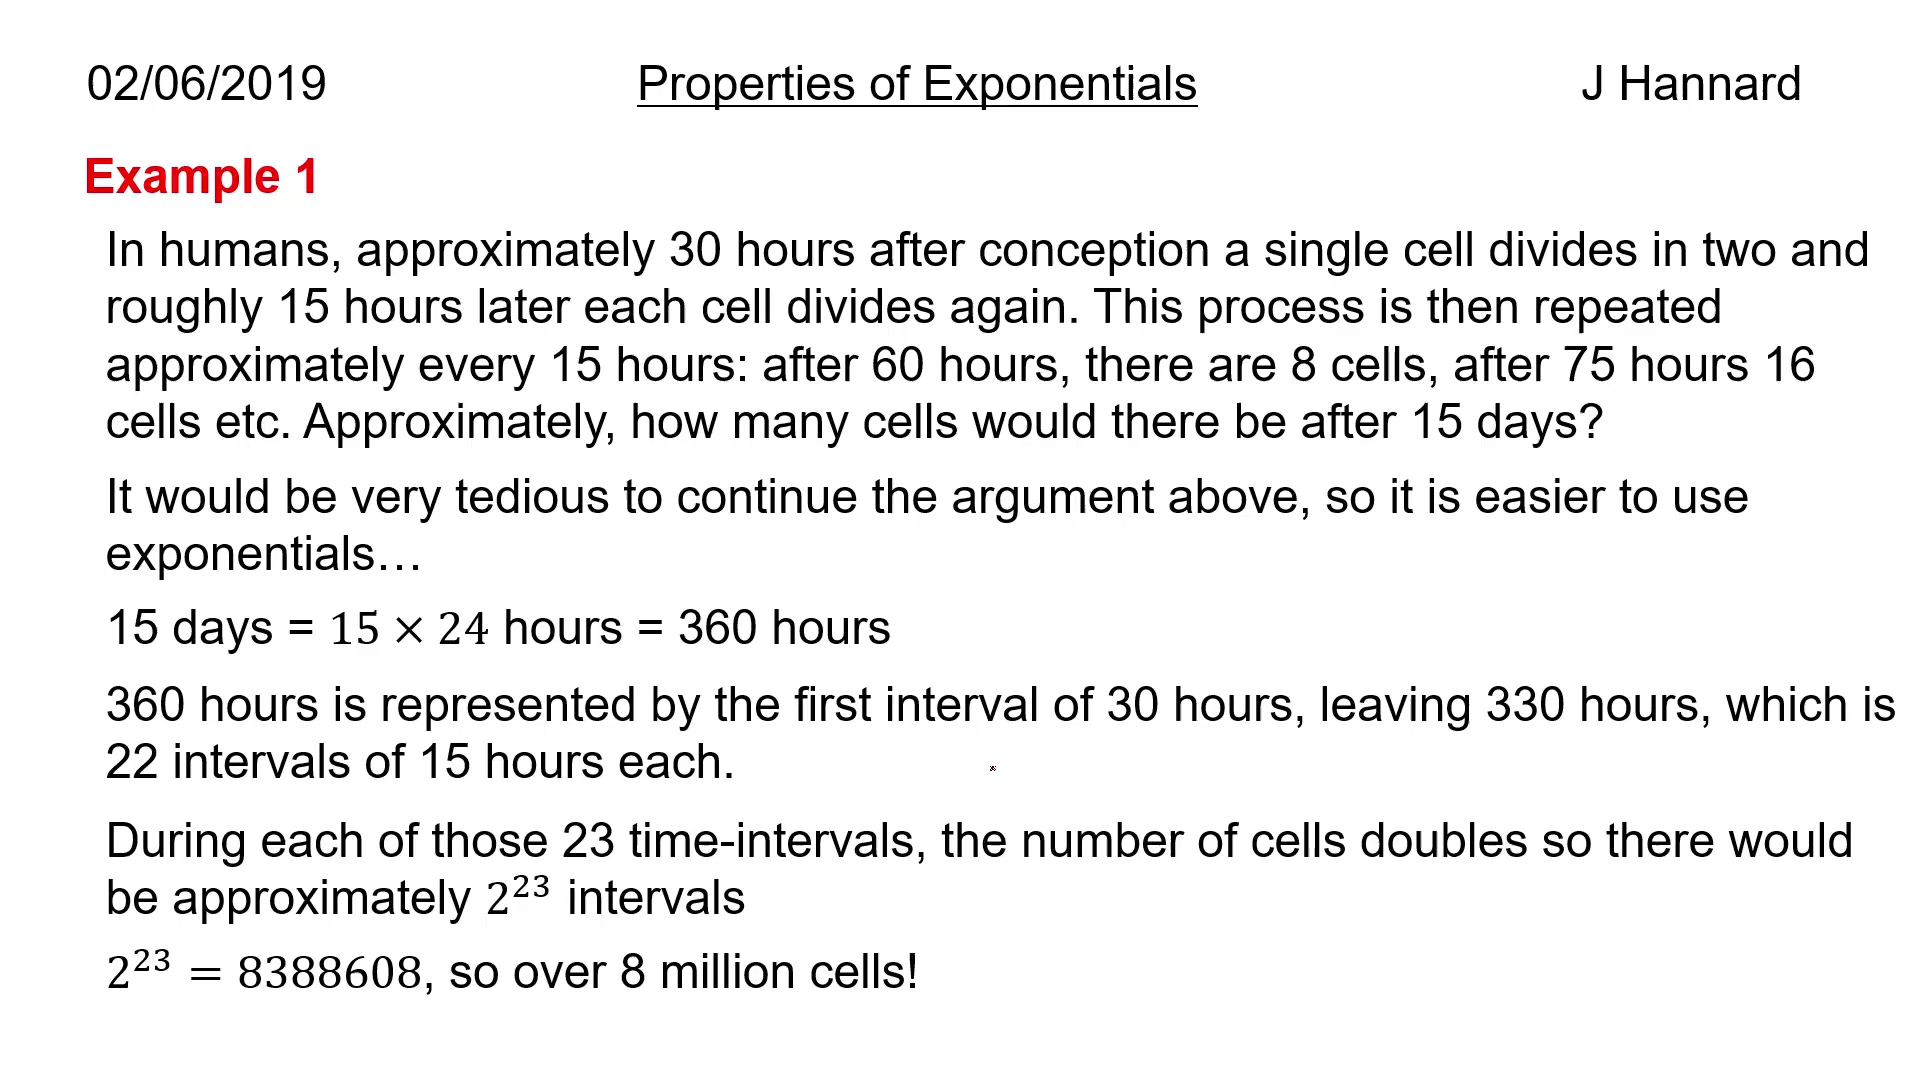 02/06/2019 Properties of Exponentials J Hannard
Example 1
In humans, approximately 30 hours after conception a single cell divides in two and
roughly 15 hours later each cell divides again. This process is then repeated
approximately every 15 hours: after 60 hours, there are 8 cells, after 75 hours 16
cells etc. Approximately, how many cells would there be after 15 days?
It would be very tedious to continue the argument above, so it is easier to use
exponentials…
15 days = 15 × 24 hours = 360 hours
360 hours is represented by the first interval of 30 hours, leaving 330 hours, which is
22 intervals of 15 hours each.
During each of those 23 time-intervals, the number of cells doubles so there would
be approximately 2²³ intervals
2²³ = 8388608, so over 8 million cells!